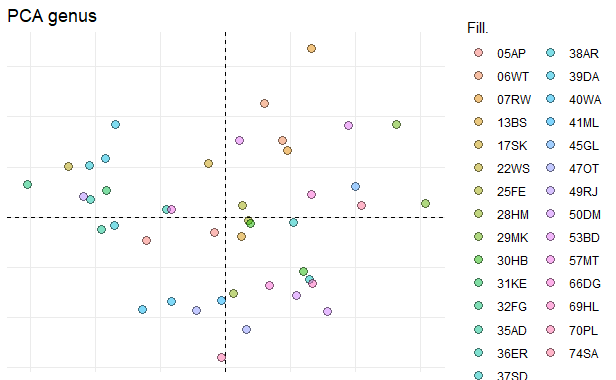 PCA genus
Fill.
05AP
06WT
07RW
13BS
17SK
22WS
25FE
28HM
29MK
30HB
31KE
32FG
35AD
36ER
37SD
38AR
39DA
40WA
41ML
45GL
47OT
49RJ
50DM
53BD
57MT
66DG
69HL
70PL
74SA